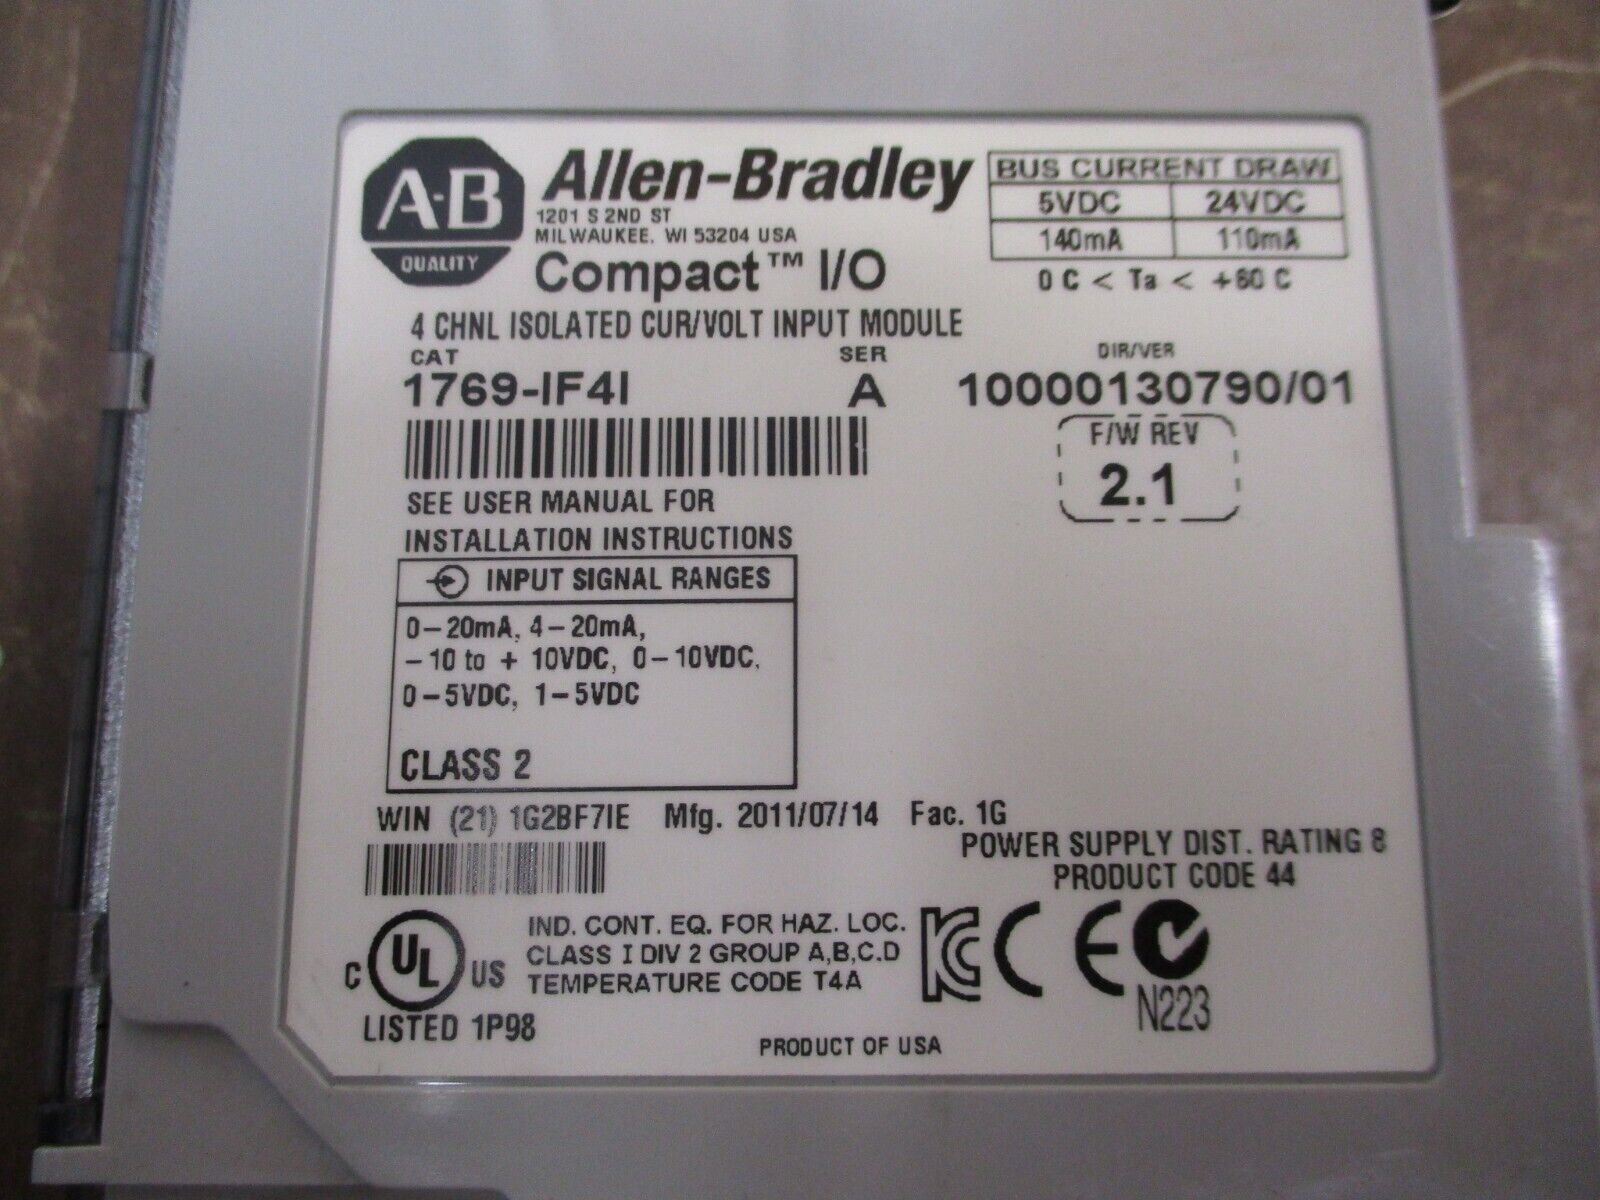 A-B
QUALITY
Allen-Bradley
1201 S 2ND ST
MILWAUKEE, WI 53204 USA
Compact™ I/O
BUS CURRENT DRAW
5VDC 24VDC
140mA 110mA
0 C < Ta < +60 C
4 CHNL ISOLATED CUR/VOLT INPUT MODULE
CAT SER DIR/VER
1769-IF4I A 10000130790/01
F/W REV
2.1
SEE USER MANUAL FOR
INSTALLATION INSTRUCTIONS
INPUT SIGNAL RANGES
0-20mA, 4-20mA,
-10 to + 10VDC, 0-10VDC,
0-5VDC, 1-5VDC
CLASS 2
WIN (21) 1G2BF7IE Mfg. 2011/07/14 Fac. 1G
POWER SUPPLY DIST. RATING 8
PRODUCT CODE 44
C UL US
LISTED 1P98
IND. CONT. EQ. FOR HAZ. LOC.
CLASS I DIV 2 GROUP A,B,C,D
TEMPERATURE CODE T4A
KC CE
N223
PRODUCT OF USA